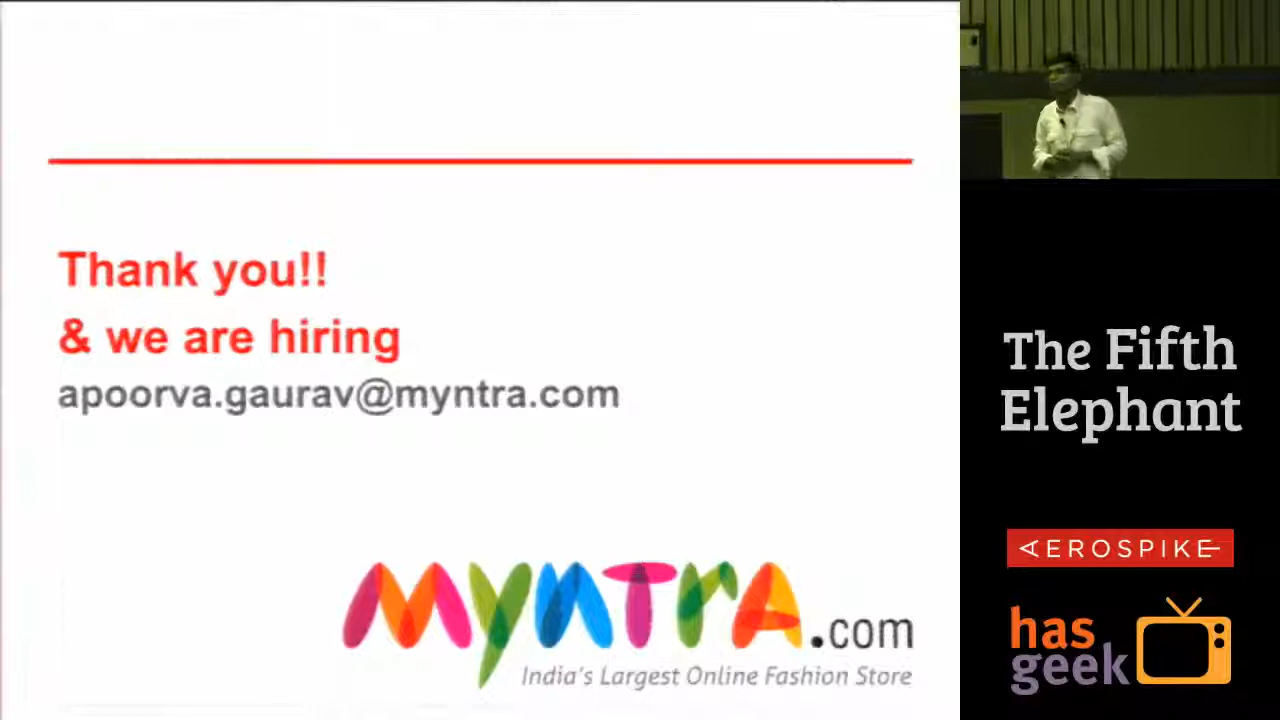 Thank you!!
& we are hiring
apoorva.gaurav@myntra.com
myntra.com
India's Largest Online Fashion Store
The Fifth
Elephant
AEROSPIKE
has
geek